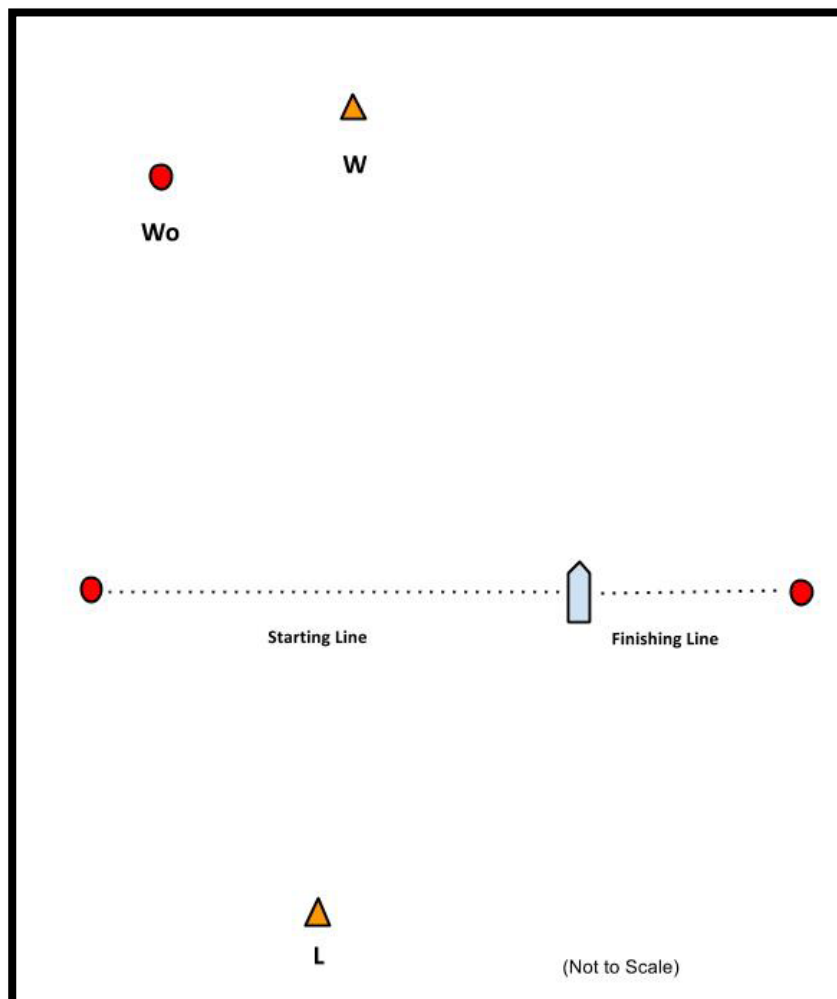 W
Wo
Starting Line
Finishing Line
L
(Not to Scale)